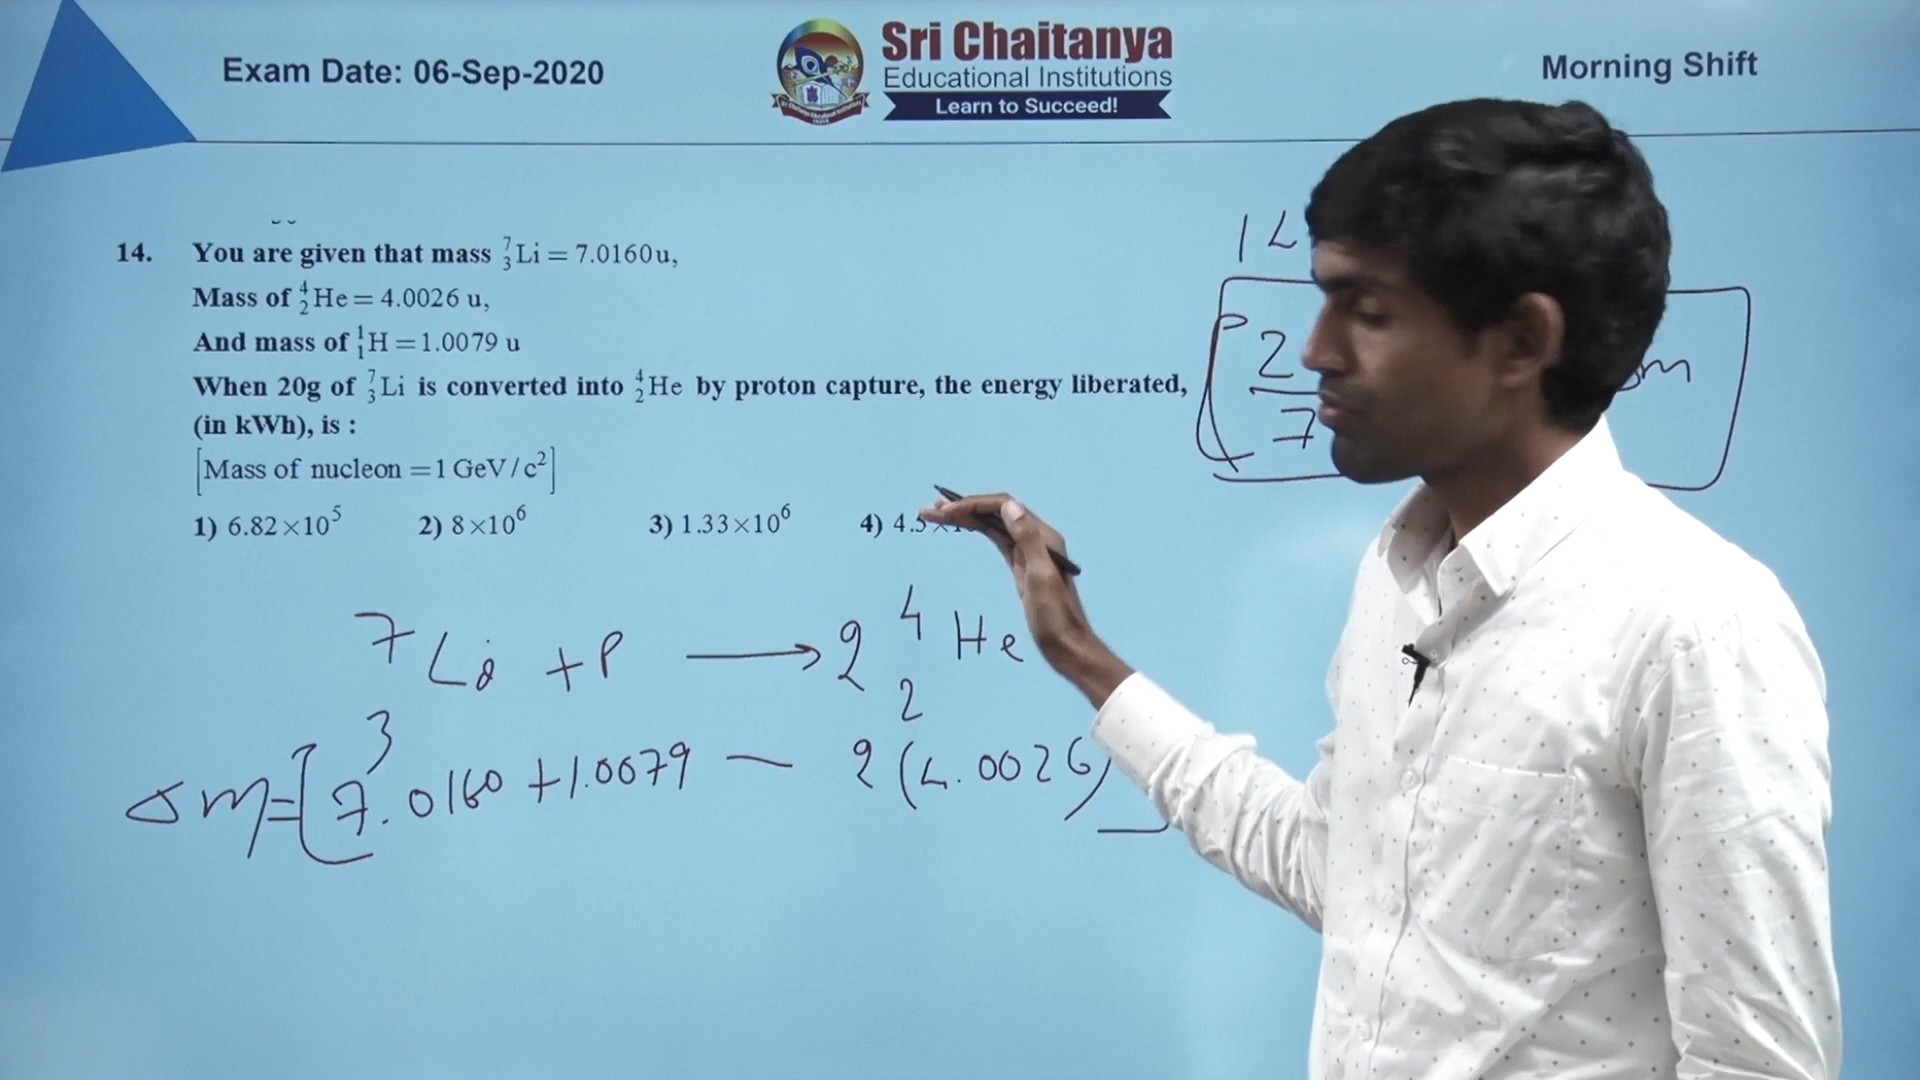 Exam Date: 06-Sep-2020
Sri Chaitanya
Educational Institutions
Learn to Succeed!
Morning Shift
14. You are given that mass ⁷₃Li = 7.0160u,
Mass of ⁴₂He = 4.0026 u,
And mass of ¹₁H = 1.0079 u
When 20g of ⁷₃Li is converted into ⁴₂He by proton capture, the energy liberated,
(in kWh), is :
[Mass of nucleon = 1 GeV/c²]
1) 6.82×10⁵ 2) 8×10⁶ 3) 1.33×10⁶ 4) 4.5×1
1 L
2
7
m
⁷₃Li + P → 2 ⁴₂He
Δm = [7.0160 + 1.0079 − 2(4.0026)]